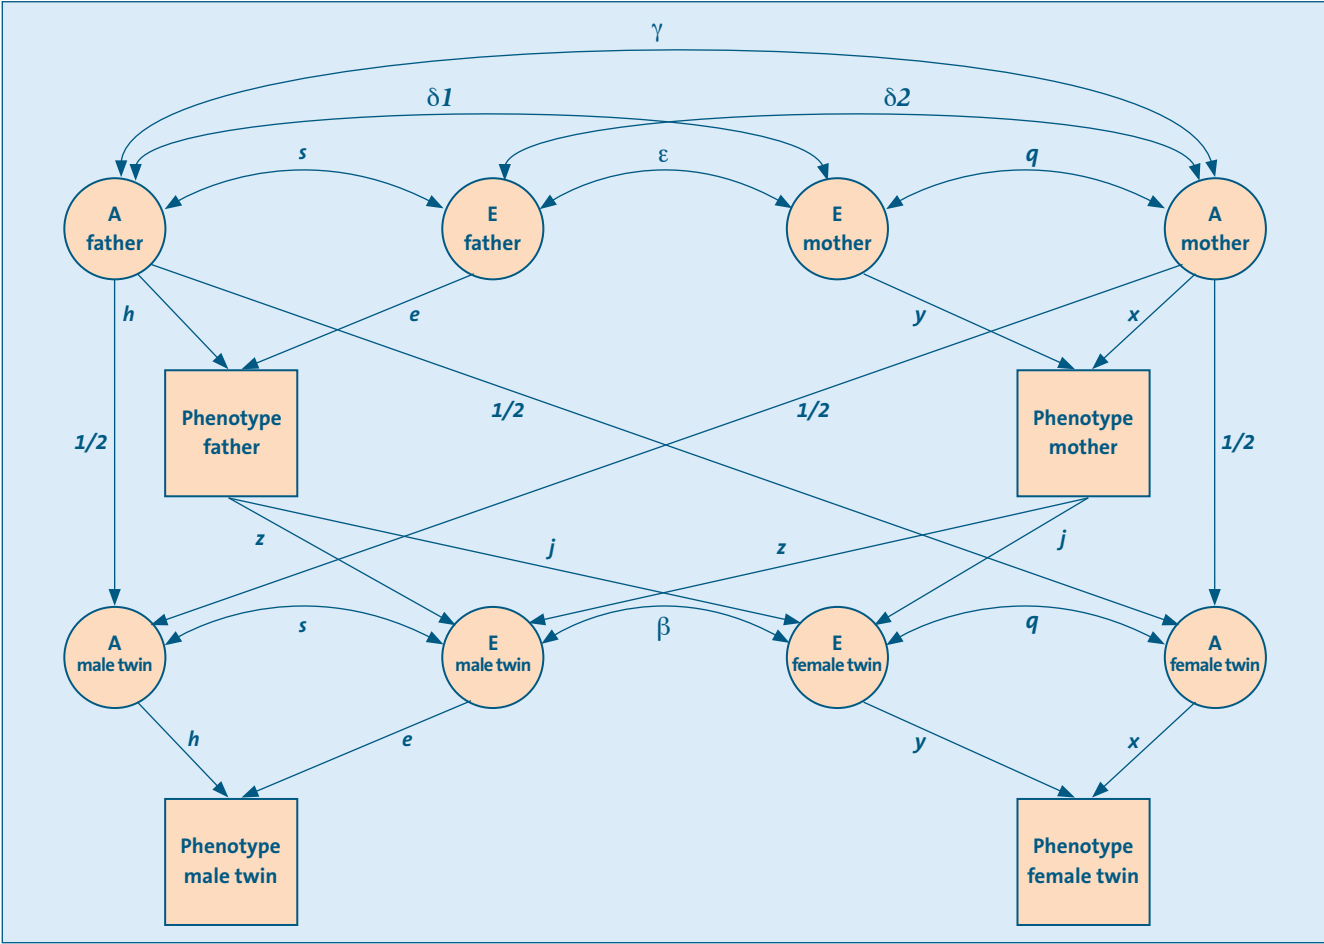 γ
δ1
δ2
s
ε
q
A
father
E
father
E
mother
A
mother
h
e
y
x
Phenotype
father
Phenotype
mother
1/2
1/2
1/2
1/2
z
j
z
j
A
male twin
s
E
male twin
β
E
female twin
q
A
female twin
h
e
y
x
Phenotype
male twin
Phenotype
female twin